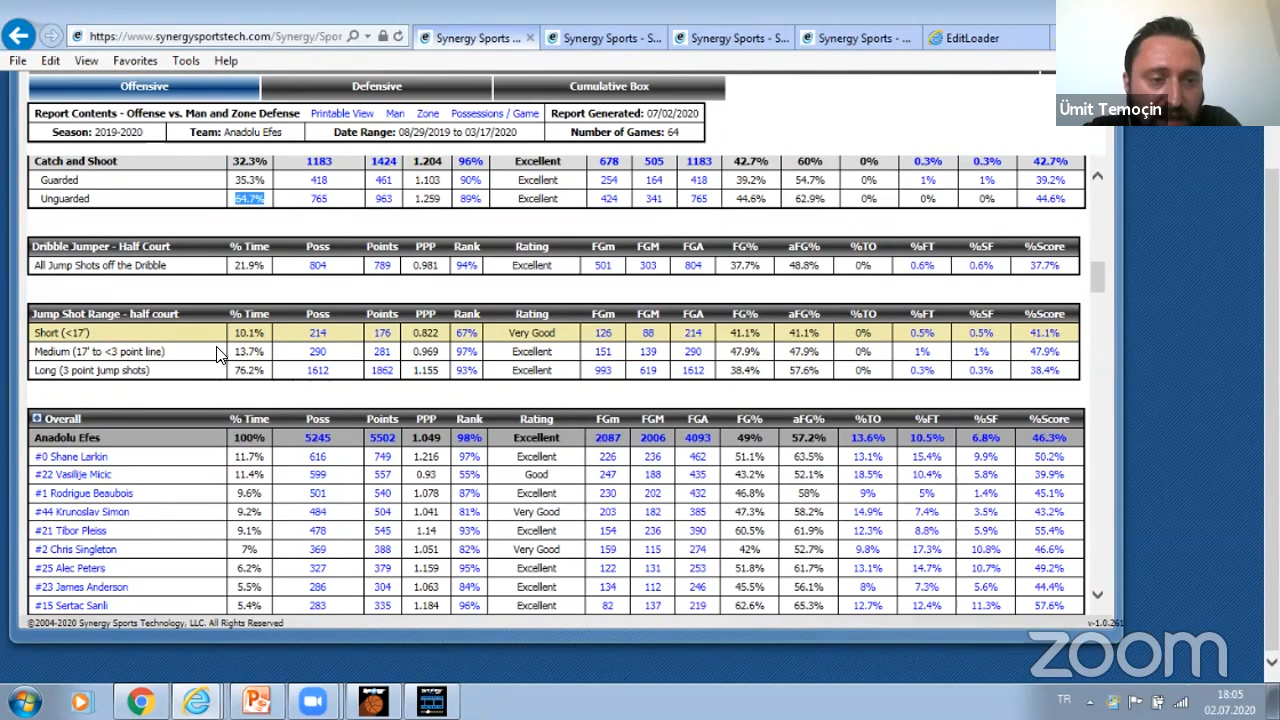 https://www.synergysportstech.com/Synergy/Spor
Synergy Sports ...
Synergy Sports - S...
Synergy Sports - S...
Synergy Sports - ...
EditLoader
File Edit View Favorites Tools Help
Ümit Temoçin
Offensive Defensive Cumulative Box
Report Contents - Offense vs. Man and Zone Defense Printable View Man Zone Possessions / Game Report Generated: 07/02/2020
Season: 2019-2020 Team: Anadolu Efes Date Range: 08/29/2019 to 03/17/2020 Number of Games: 64
Catch and Shoot 32.3% 1183 1424 1.204 96% Excellent 678 505 1183 42.7% 60% 0% 0.3% 0.3% 42.7%
Guarded 35.3% 418 461 1.103 90% Excellent 254 164 418 39.2% 54.7% 0% 1% 1% 39.2%
Unguarded 64.7% 765 963 1.259 89% Excellent 424 341 765 44.6% 62.9% 0% 0% 0% 44.6%
Dribble Jumper - Half Court % Time Poss Points PPP Rank Rating FGm FGM FGA FG% aFG% %TO %FT %SF %Score
All Jump Shots off the Dribble 21.9% 804 789 0.981 94% Excellent 501 303 804 37.7% 48.8% 0% 0.6% 0.6% 37.7%
Jump Shot Range - half court % Time Poss Points PPP Rank Rating FGm FGM FGA FG% aFG% %TO %FT %SF %Score
Short (<17') 10.1% 214 176 0.822 67% Very Good 126 88 214 41.1% 41.1% 0% 0.5% 0.5% 41.1%
Medium (17' to <3 point line) 13.7% 290 281 0.969 97% Excellent 151 139 290 47.9% 47.9% 0% 1% 1% 47.9%
Long (3 point jump shots) 76.2% 1612 1862 1.155 93% Excellent 993 619 1612 38.4% 57.6% 0% 0.3% 0.3% 38.4%
Overall % Time Poss Points PPP Rank Rating FGm FGM FGA FG% aFG% %TO %FT %SF %Score
Anadolu Efes 100% 5245 5502 1.049 98% Excellent 2087 2006 4093 49% 57.2% 13.6% 10.5% 6.8% 46.3%
#0 Shane Larkin 11.7% 616 749 1.216 97% Excellent 226 236 462 51.1% 63.5% 13.1% 15.4% 9.9% 50.2%
#22 Vasilije Micic 11.4% 599 557 0.93 55% Good 247 188 435 43.2% 52.1% 18.5% 10.4% 5.8% 39.9%
#1 Rodrigue Beaubois 9.6% 501 540 1.078 87% Excellent 230 202 432 46.8% 58% 9% 5% 1.4% 45.1%
#44 Krunoslav Simon 9.2% 484 504 1.041 81% Very Good 203 182 385 47.3% 58.2% 14.9% 7.4% 3.5% 43.2%
#21 Tibor Pleiss 9.1% 478 545 1.14 93% Excellent 154 236 390 60.5% 61.9% 12.3% 8.8% 5.9% 55.4%
#2 Chris Singleton 7% 369 388 1.051 82% Very Good 159 115 274 42% 52.7% 9.8% 17.3% 10.8% 46.6%
#25 Alec Peters 6.2% 327 379 1.159 95% Excellent 122 131 253 51.8% 61.7% 13.1% 14.7% 10.7% 49.2%
#23 James Anderson 5.5% 286 304 1.063 84% Excellent 134 112 246 45.5% 56.1% 8% 7.3% 5.6% 44.4%
#15 Sertac Sanli 5.4% 283 335 1.184 96% Excellent 82 137 219 62.6% 65.3% 12.7% 12.4% 11.3% 57.6%
©2004-2020 Synergy Sports Technology, LLC. All Rights Reserved
v-1.0.261
zoom
TR
18:05
02.07.2020